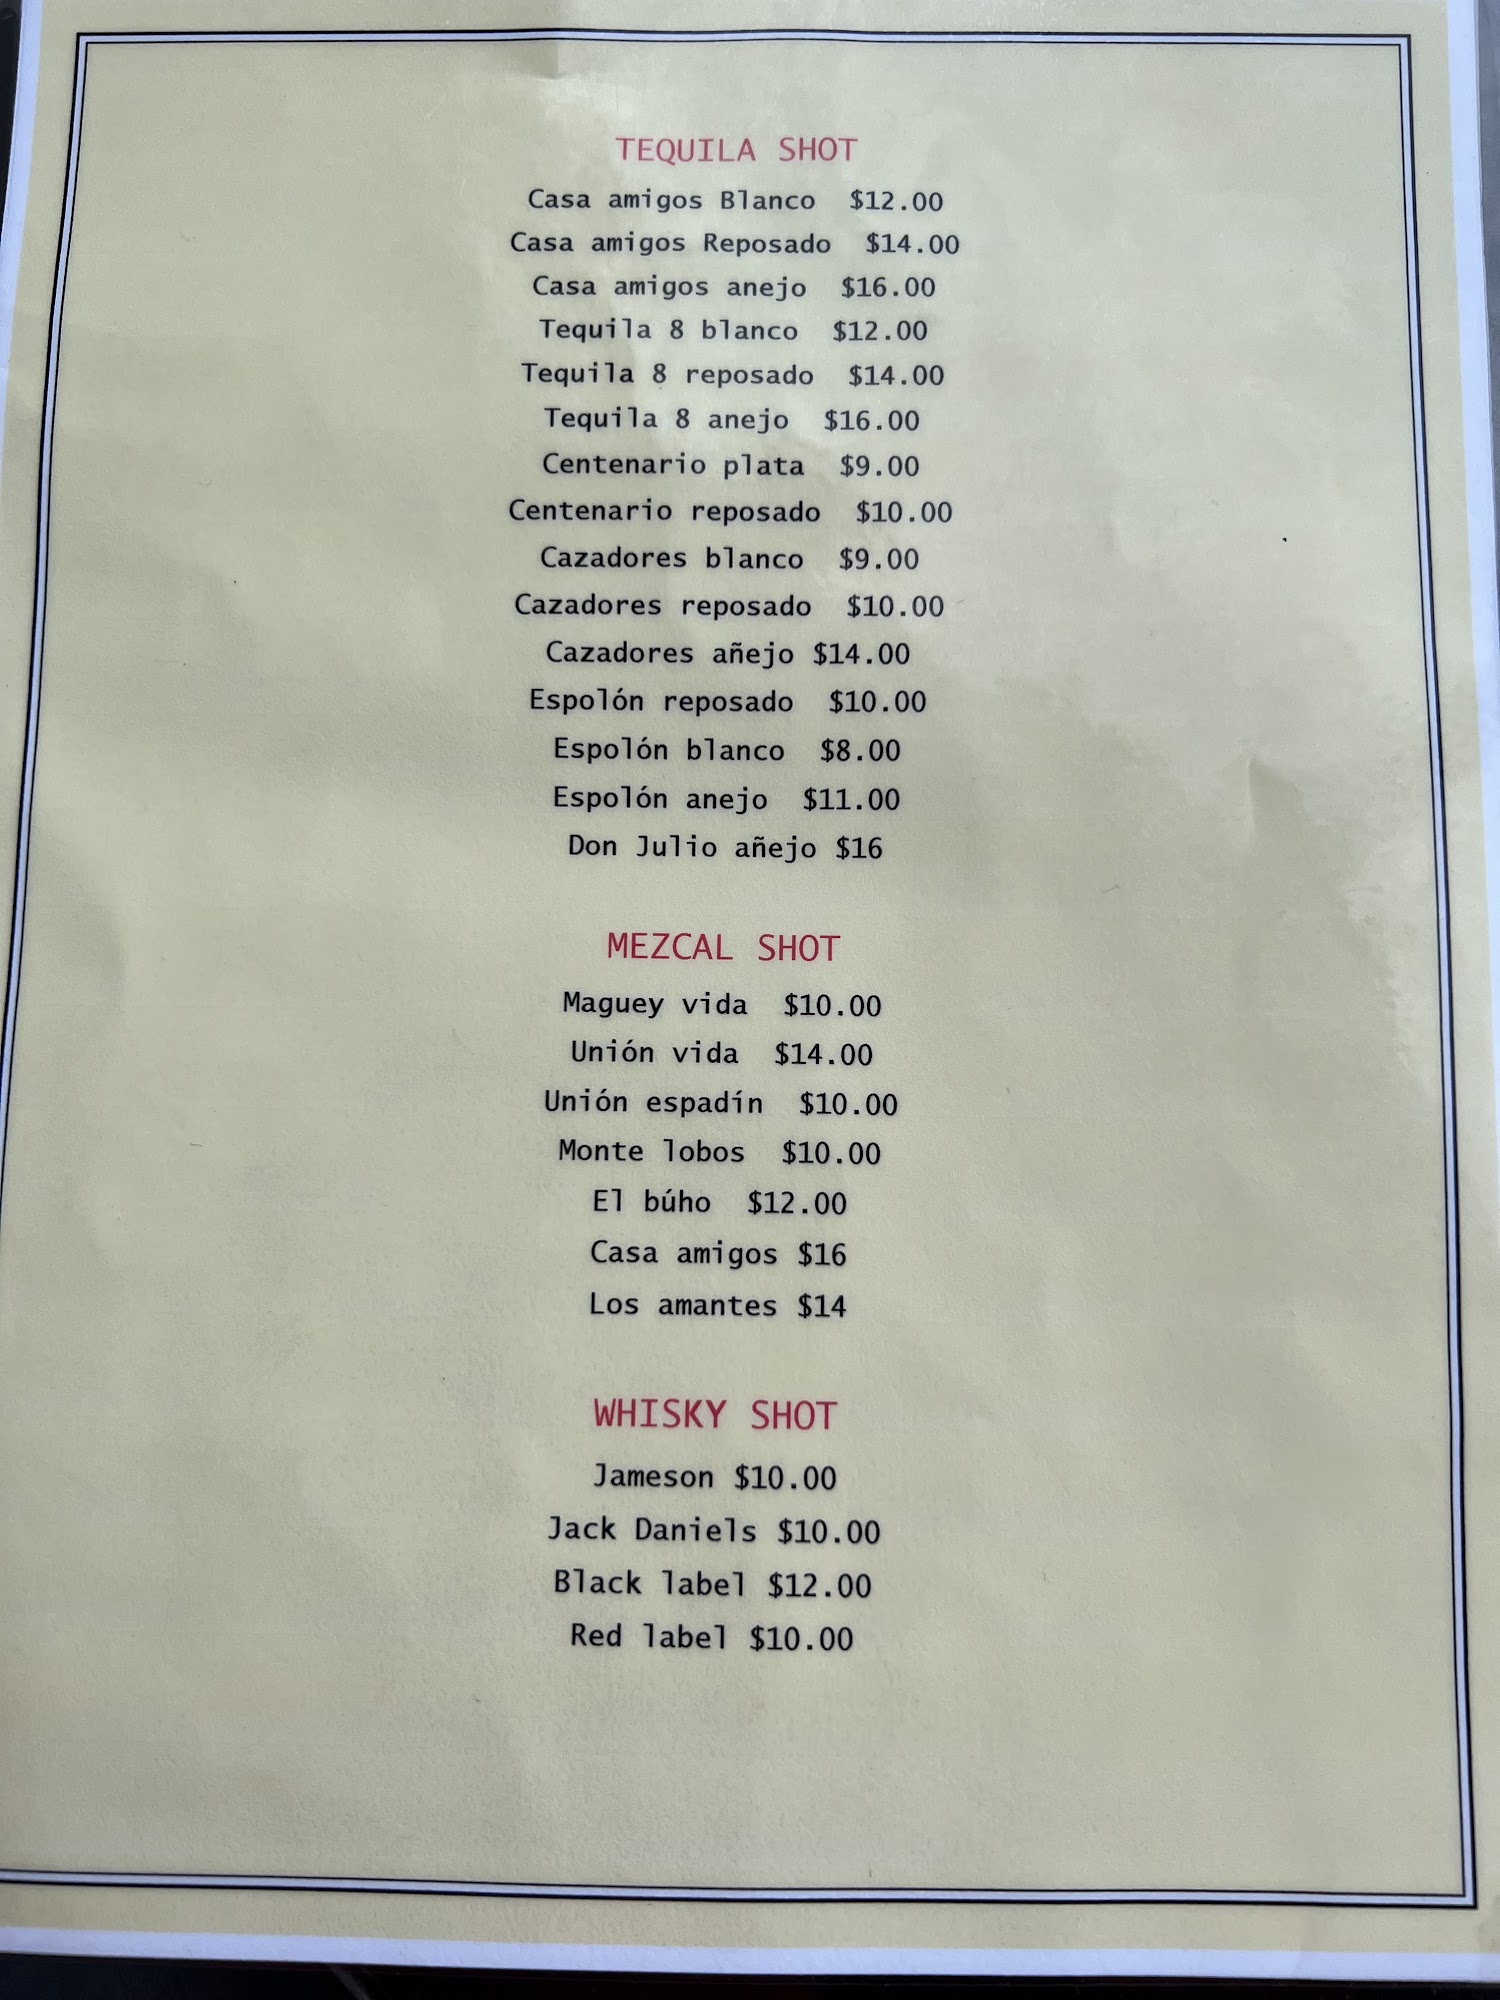 TEQUILA SHOT
Casa amigos Blanco $12.00
Casa amigos Reposado $14.00
Casa amigos anejo $16.00
Tequila 8 blanco $12.00
Tequila 8 reposado $14.00
Tequila 8 anejo $16.00
Centenario plata $9.00
Centenario reposado $10.00
Cazadores blanco $9.00
Cazadores reposado $10.00
Cazadores añejo $14.00
Espolón reposado $10.00
Espolón blanco $8.00
Espolón anejo $11.00
Don Julio añejo $16
MEZCAL SHOT
Maguey vida $10.00
Unión vida $14.00
Unión espadín $10.00
Monte lobos $10.00
El búho $12.00
Casa amigos $16
Los amantes $14
WHISKY SHOT
Jameson $10.00
Jack Daniels $10.00
Black label $12.00
Red label $10.00